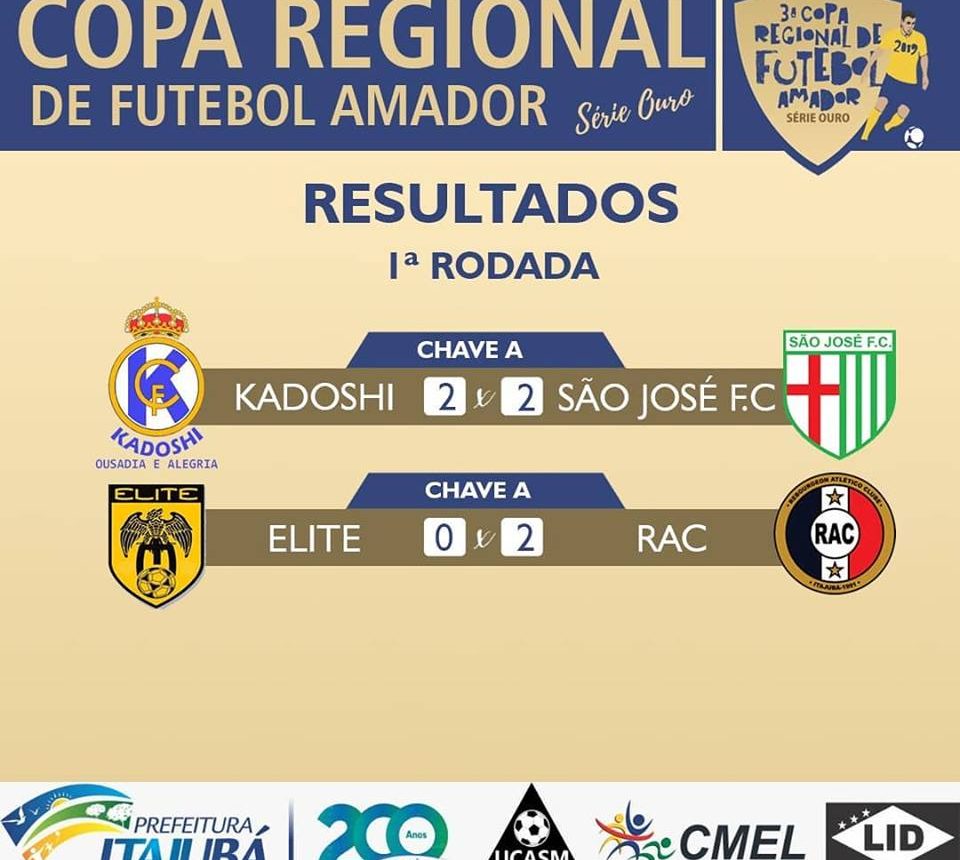 COPA REGIONAL
DE FUTEBOL AMADOR Série Ouro
3ª COPA
REGIONAL DE
2019
FUTEBOL
AMADOR
SÉRIE OURO
RESULTADOS
1ª RODADA
CHAVE A
KADOSHI 2 x 2 SÃO JOSÉ F.C
KADOSHI
OUSADIA E ALEGRIA
SÃO JOSÉ F.C.
CHAVE A
ELITE 0 x 2 RAC
ELITE
RAC
ITAJUBÁ-1991
PREFEITURA
ITAJUBÁ
200 Anos
UCASM
CMEL
LID